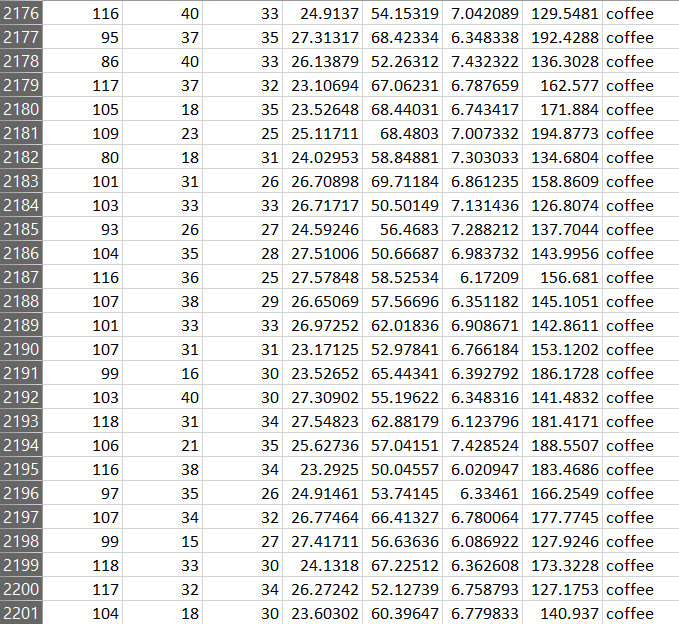 2176 116 40 33 24.9137 54.15319 7.042089 129.5481 coffee
2177 95 37 35 27.31317 68.42334 6.348338 192.4288 coffee
2178 86 40 33 26.13879 52.26312 7.432322 136.3028 coffee
2179 117 37 32 23.10694 67.06231 6.787659 162.577 coffee
2180 105 18 35 23.52648 68.44031 6.743417 171.884 coffee
2181 109 23 25 25.11711 68.4803 7.007332 194.8773 coffee
2182 80 18 31 24.02953 58.84881 7.303033 134.6804 coffee
2183 101 31 26 26.70898 69.71184 6.861235 158.8609 coffee
2184 103 33 33 26.71717 50.50149 7.131436 126.8074 coffee
2185 93 26 27 24.59246 56.4683 7.288212 137.7044 coffee
2186 104 35 28 27.51006 50.66687 6.983732 143.9956 coffee
2187 116 36 25 27.57848 58.52534 6.17209 156.681 coffee
2188 107 38 29 26.65069 57.56696 6.351182 145.1051 coffee
2189 101 33 33 26.97252 62.01836 6.908671 142.8611 coffee
2190 107 31 31 23.17125 52.97841 6.766184 153.1202 coffee
2191 99 16 30 23.52652 65.44341 6.392792 186.1728 coffee
2192 103 40 30 27.30902 55.19622 6.348316 141.4832 coffee
2193 118 31 34 27.54823 62.88179 6.123796 181.4171 coffee
2194 106 21 35 25.62736 57.04151 7.428524 188.5507 coffee
2195 116 38 34 23.2925 50.04557 6.020947 183.4686 coffee
2196 97 35 26 24.91461 53.74145 6.33461 166.2549 coffee
2197 107 34 32 26.77464 66.41327 6.780064 177.7745 coffee
2198 99 15 27 27.41711 56.63636 6.086922 127.9246 coffee
2199 118 33 30 24.1318 67.22512 6.362608 173.3228 coffee
2200 117 32 34 26.27242 52.12739 6.758793 127.1753 coffee
2201 104 18 30 23.60302 60.39647 6.779833 140.937 coffee